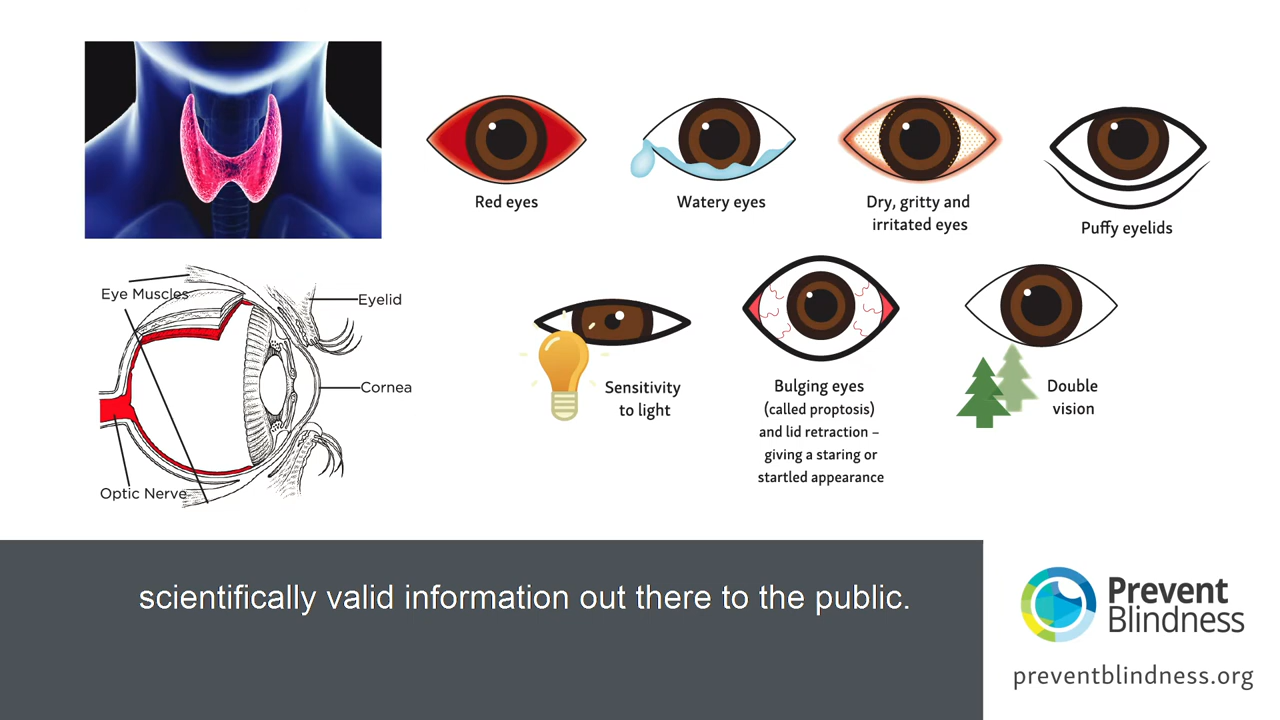 Red eyes
Watery eyes
Dry, gritty and
irritated eyes
Puffy eyelids
Eye Muscles
Eyelid
Cornea
Optic Nerve
Sensitivity
to light
Bulging eyes
(called proptosis)
and lid retraction –
giving a staring or
startled appearance
Double
vision
scientifically valid information out there to the public.
Prevent
Blindness
preventblindness.org